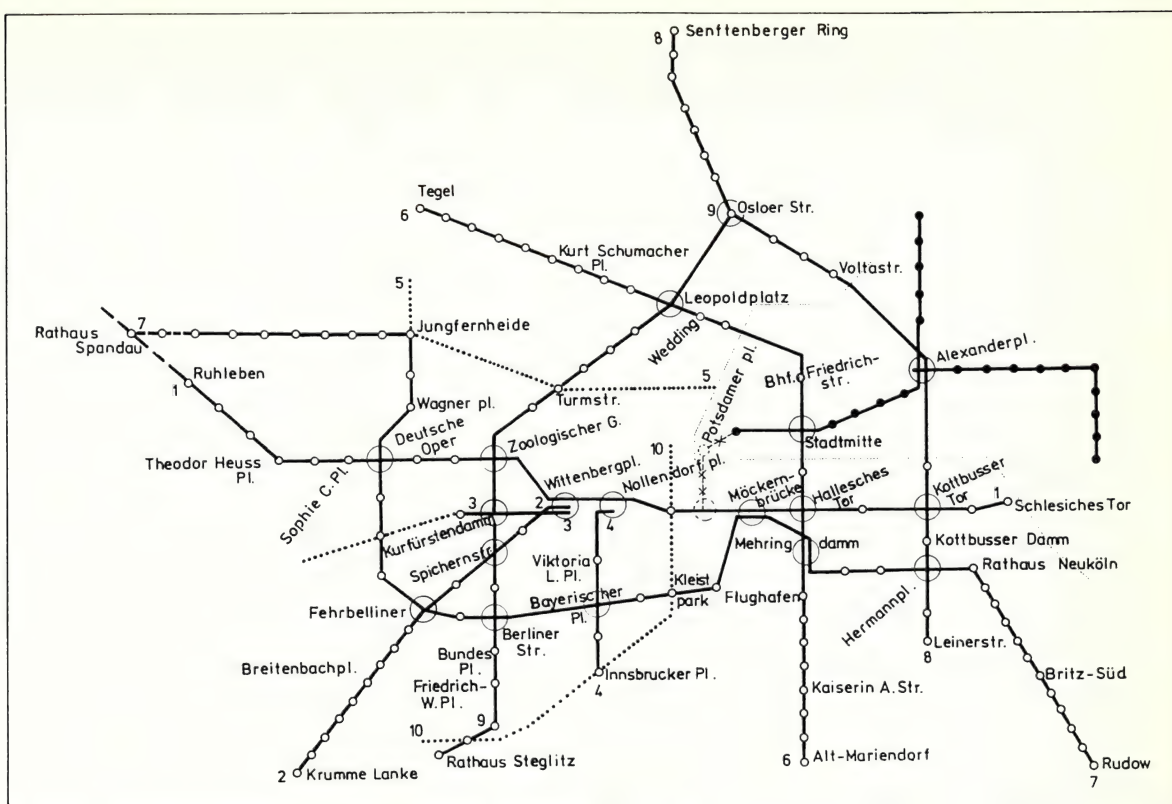 8
Senftenberger Ring
Tegel
6
9
Osloer Str.
Kurt Schumacher
Pl.
Voltastr.
5
Leopoldplatz
7
Rathaus
Spandau
Jungfernheide
Wedding
Potsdamer pl.
Alexanderpl.
1
Ruhleben
Bhf. Friedrich-
str.
5
Turmstr.
Wagner pl.
Deutsche
Oper
Zoologischer G.
Stadtmitte
Theodor Heuss
Pl.
Sophie C. Pl.
Wittenbergpl.
Nollendorf pl.
10
Möckern-
brücke
Hallesches
Tor
Kottbusser
Tor
1
Schlesiches Tor
3
2
3
4
Kurfürstendamm
Spichernstr.
Viktoria
L. Pl.
Mehring
damm
Kottbusser Damm
Rathaus Neuköln
Fehrbelliner
Bayerischer
Pl.
Kleist
park
Flughafen
Hermannpl.
Berliner
Str.
Leinerstr.
8
Breitenbachpl.
Bundes
Pl.
Friedrich-
W. Pl.
Innsbrucker Pl.
4
Kaiserin A. Str.
Britz-Süd
10
9
Rathaus Steglitz
2
Krumme Lanke
6
Alt-Mariendorf
Rudow
7